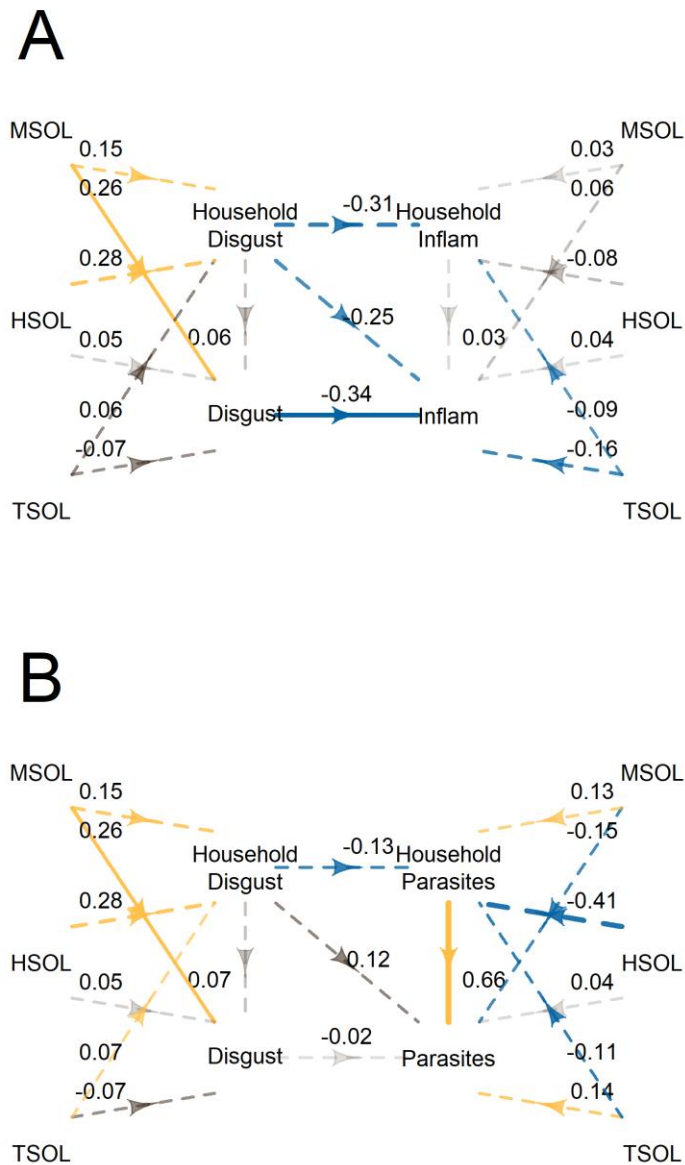 A
MSOL
MSOL
0.15
0.03
0.26
0.06
Household
Disgust
-0.31
Household
Inflam
0.28
-0.08
HSOL
HSOL
0.05
0.06
-0.25
0.03
0.04
0.06
Disgust
-0.34
Inflam
-0.09
-0.07
-0.16
TSOL
TSOL
B
MSOL
MSOL
0.15
0.13
0.26
-0.15
Household
Disgust
-0.13
Household
Parasites
0.28
-0.41
HSOL
HSOL
0.05
0.07
0.12
0.66
0.04
0.07
Disgust
-0.02
Parasites
-0.11
-0.07
0.14
TSOL
TSOL